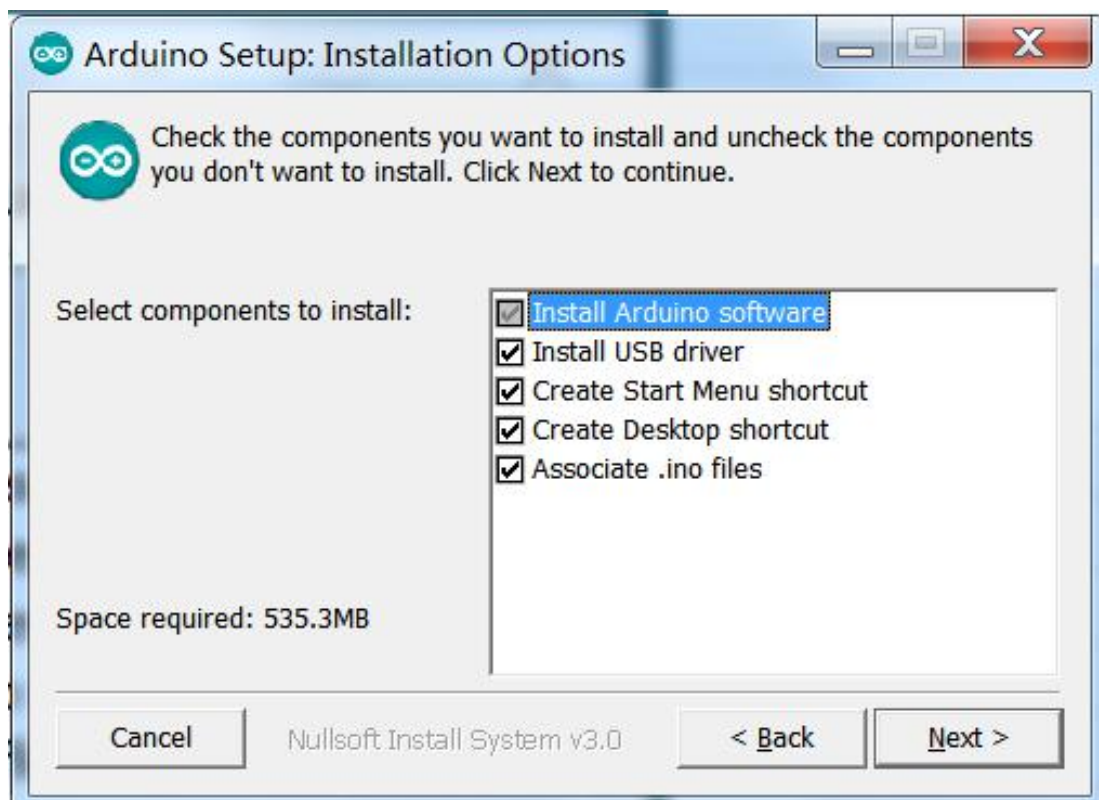 Arduino Setup: Installation Options
Check the components you want to install and uncheck the components
you don't want to install. Click Next to continue.
Select components to install:
Install Arduino software
Install USB driver
Create Start Menu shortcut
Create Desktop shortcut
Associate .ino files
Space required: 535.3MB
Cancel
Nullsoft Install System v3.0
< Back
Next >